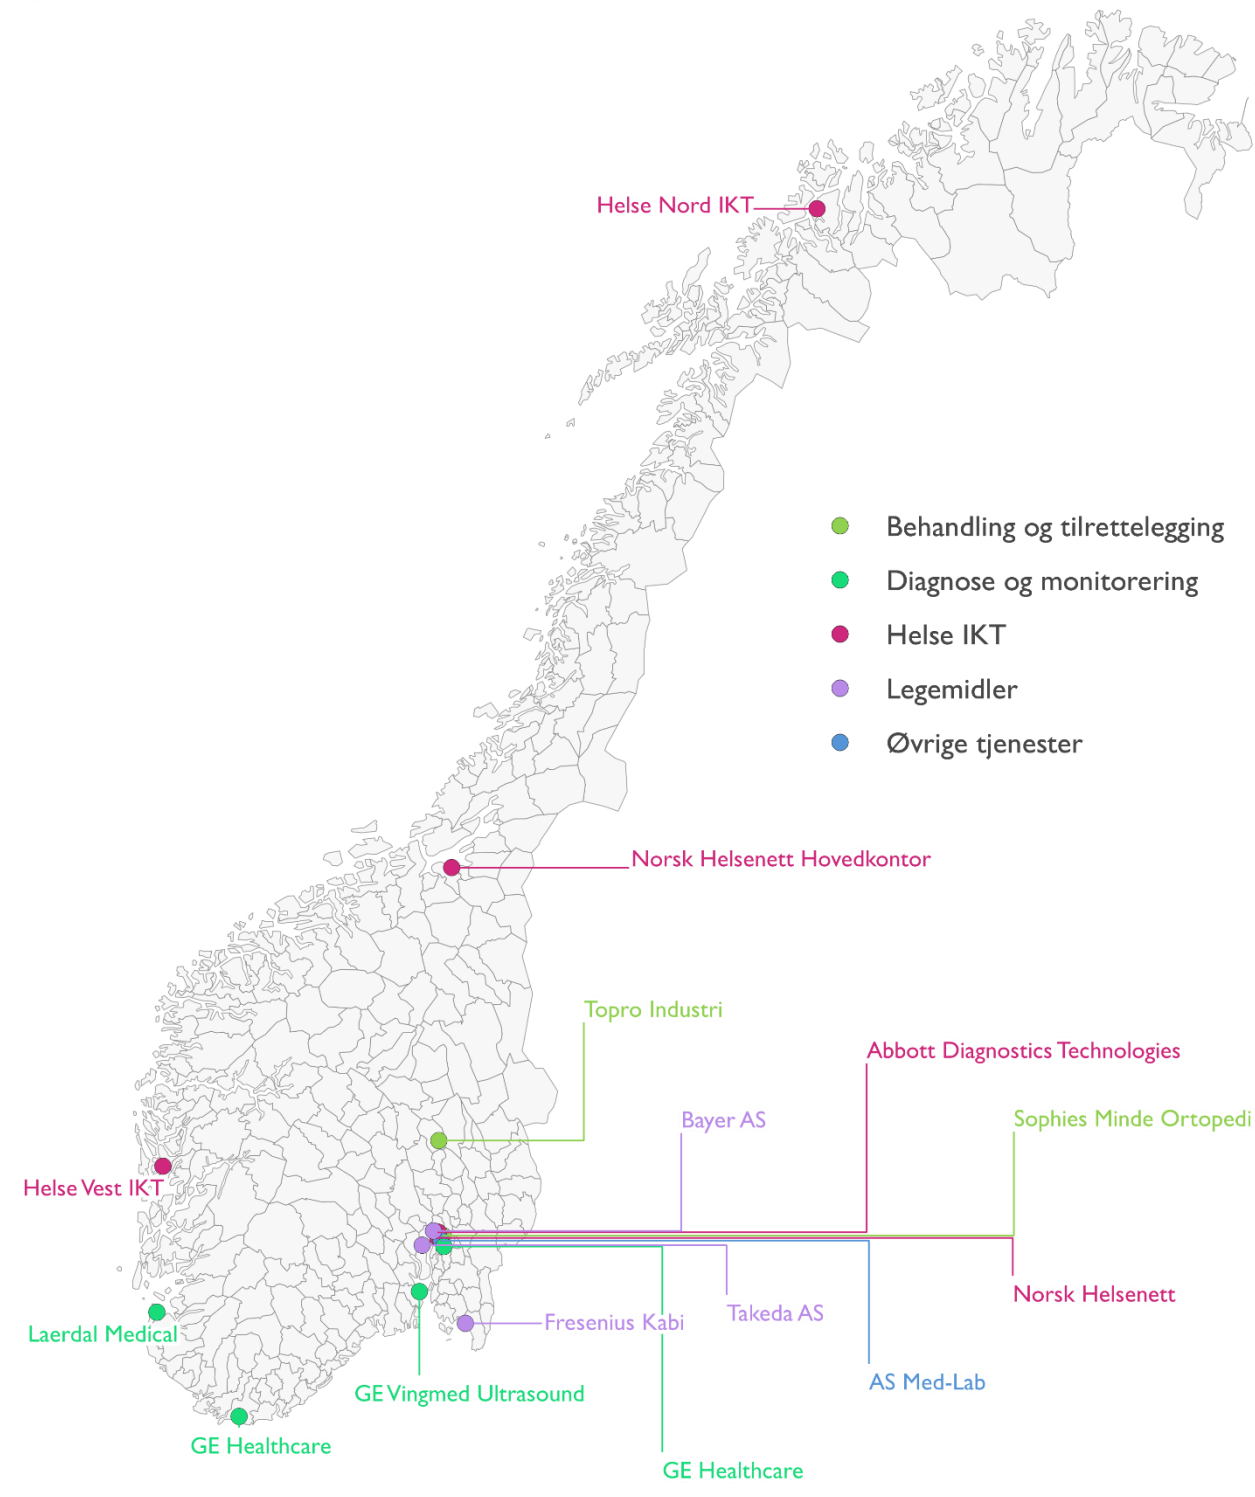 Helse Nord IKT
Behandling og tilrettelegging
Diagnose og monitorering
Helse IKT
Legemidler
Øvrige tjenester
Norsk Helsenett Hovedkontor
Topro Industri
Abbott Diagnostics Technologies
Bayer AS
Sophies Minde Ortopedi
Helse Vest IKT
Norsk Helsenett
Takeda AS
Fresenius Kabi
Laerdal Medical
AS Med-Lab
GE Vingmed Ultrasound
GE Healthcare
GE Healthcare